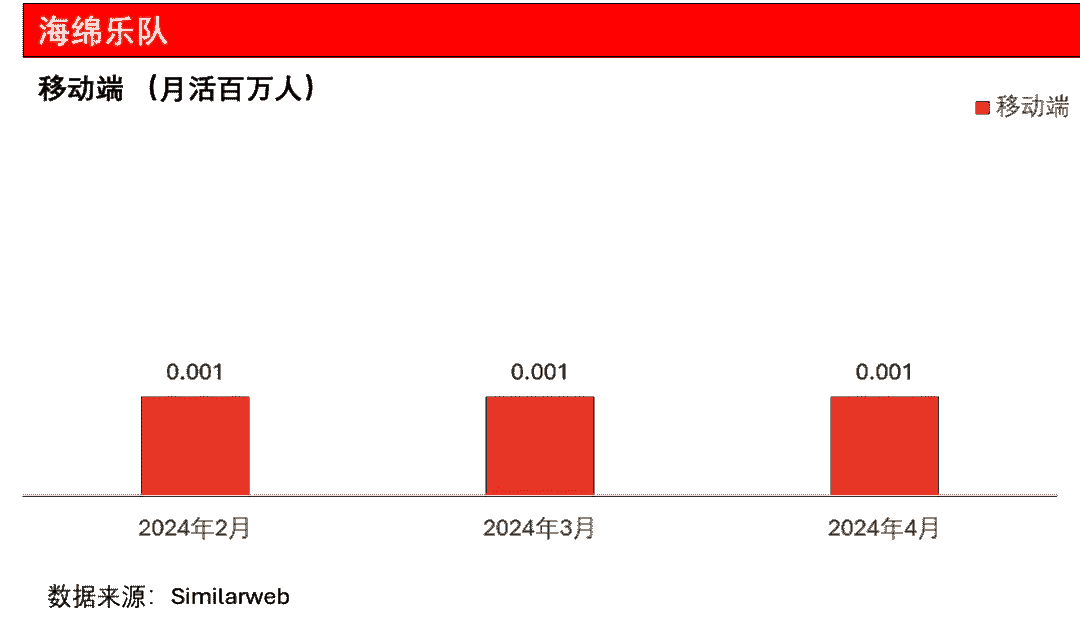 海绵乐队
移动端 （月活百万人）
移动端
0.001 0.001 0.001
2024年2月 2024年3月 2024年4月
数据来源：Similarweb